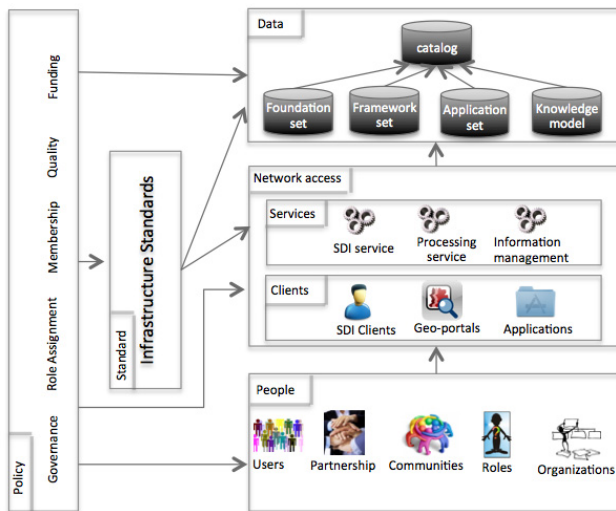 Policy
Governance
Role Assignment
Membership
Quality
Funding
Standard
Infrastructure Standards
Data
catalog
Foundation
set
Framework
set
Application
set
Knowledge
model
Network access
Services
SDI service
Processing
service
Information
management
Clients
SDI Clients
Geo-portals
Applications
People
Users
Partnership
Communities
Roles
Organizations